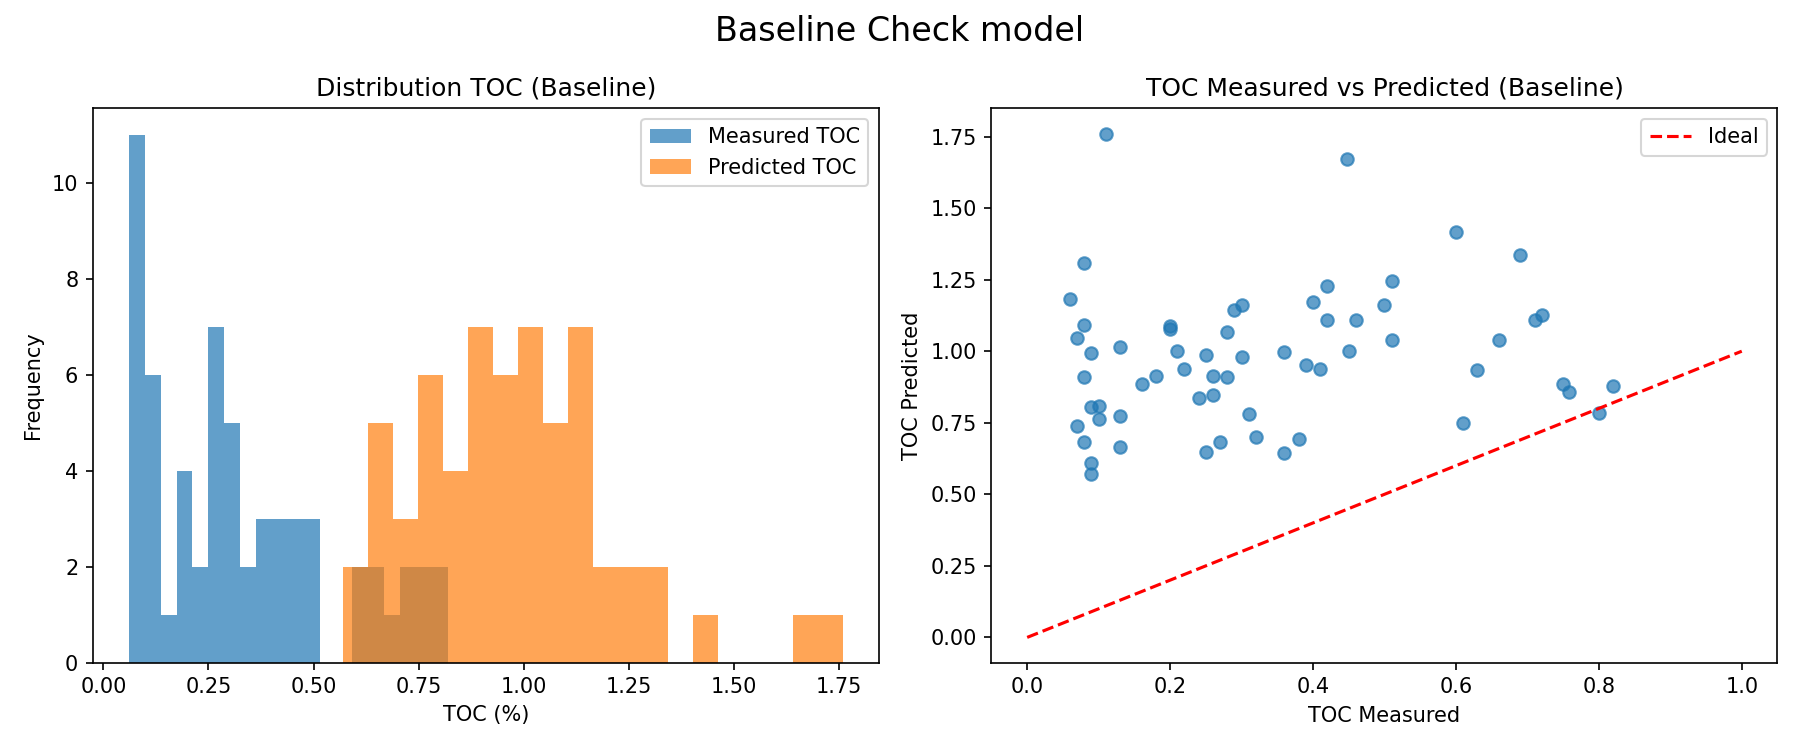 Baseline Check model
Distribution TOC (Baseline)
Measured TOC
Predicted TOC
Frequency
10
8
6
4
2
0
0.00 0.25 0.50 0.75 1.00 1.25 1.50 1.75
TOC (%)
TOC Measured vs Predicted (Baseline)
Ideal
TOC Predicted
1.75
1.50
1.25
1.00
0.75
0.50
0.25
0.00
0.0 0.2 0.4 0.6 0.8 1.0
TOC Measured